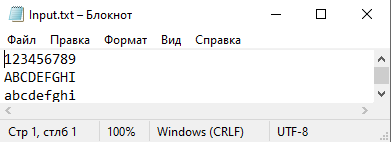 Input.txt – Блокнот
Файл Правка Формат Вид Справка
123456789
ABCDEFGHI
abcdefghi
Стр 1, стлб 1 100% Windows (CRLF) UTF-8